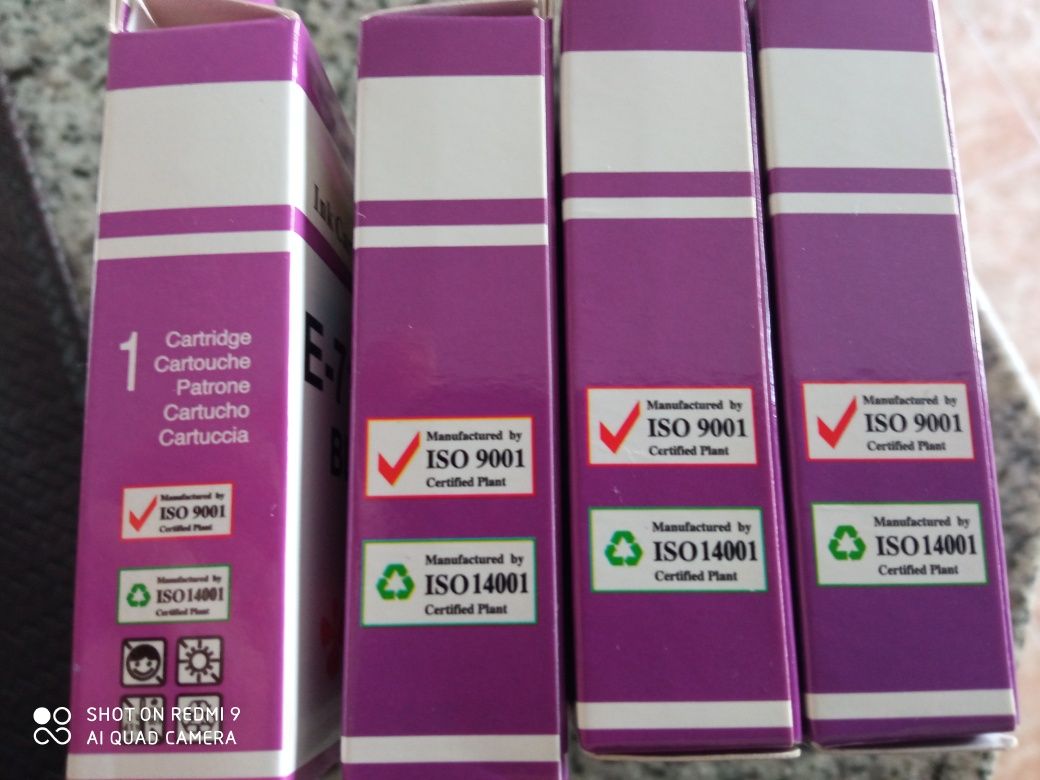 1
Cartridge
Cartouche
Patrone
Cartucho
Cartuccia
Manufactured by
ISO 9001
Certified Plant
Manufactured by
ISO14001
Certified Plant
Ink
E-7
Manufactured by
ISO 9001
Certified Plant
Manufactured by
ISO14001
Certified Plant
Manufactured by
ISO 9001
Certified Plant
Manufactured by
ISO14001
Certified Plant
Manufactured by
ISO 9001
Certified Plant
Manufactured by
ISO14001
Certified Plant
SHOT ON REDMI 9
AI QUAD CAMERA